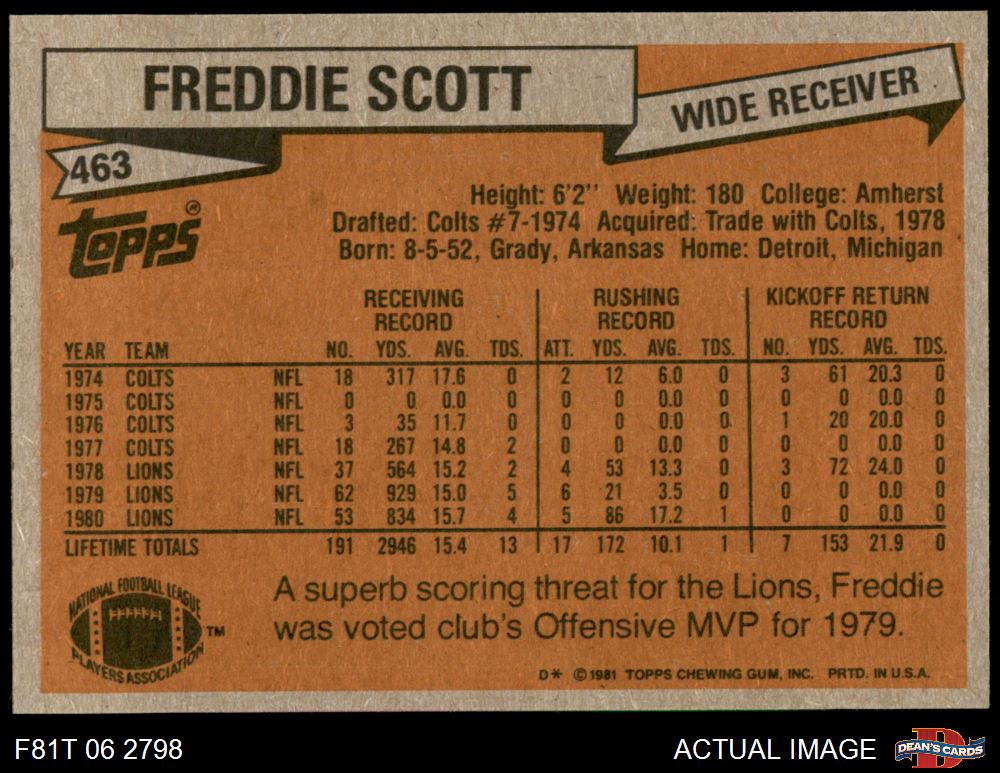 FREDDIE SCOTT
WIDE RECEIVER
463
topps®
Height: 6'2" Weight: 180 College: Amherst
Drafted: Colts #7-1974 Acquired: Trade with Colts, 1978
Born: 8-5-52, Grady, Arkansas Home: Detroit, Michigan
RECEIVING RECORD RUSHING RECORD KICKOFF RETURN RECORD
YEAR TEAM NO. YDS. AVG. TDS. ATT. YDS. AVG. TDS. NO. YDS. AVG. TDS.
1974 COLTS NFL 18 317 17.6 0 2 12 6.0 0 3 61 20.3 0
1975 COLTS NFL 0 0 0.0 0 0 0 0.0 0 0 0 0.0 0
1976 COLTS NFL 3 35 11.7 0 0 0 0.0 0 1 20 20.0 0
1977 COLTS NFL 18 267 14.8 2 0 0 0.0 0 0 0 0.0 0
1978 LIONS NFL 37 564 15.2 2 4 53 13.3 0 3 72 24.0 0
1979 LIONS NFL 62 929 15.0 5 6 21 3.5 0 0 0 0.0 0
1980 LIONS NFL 53 834 15.7 4 5 86 17.2 1 0 0 0.0 0
LIFETIME TOTALS 191 2946 15.4 13 17 172 10.1 1 7 153 21.9 0
NATIONAL FOOTBALL LEAGUE
PLAYERS ASSOCIATION
TM
A superb scoring threat for the Lions, Freddie
was voted club's Offensive MVP for 1979.
D* ©1981 TOPPS CHEWING GUM, INC. PRTD. IN U.S.A.
F81T 06 2798
ACTUAL IMAGE
D
DEAN'S CARDS